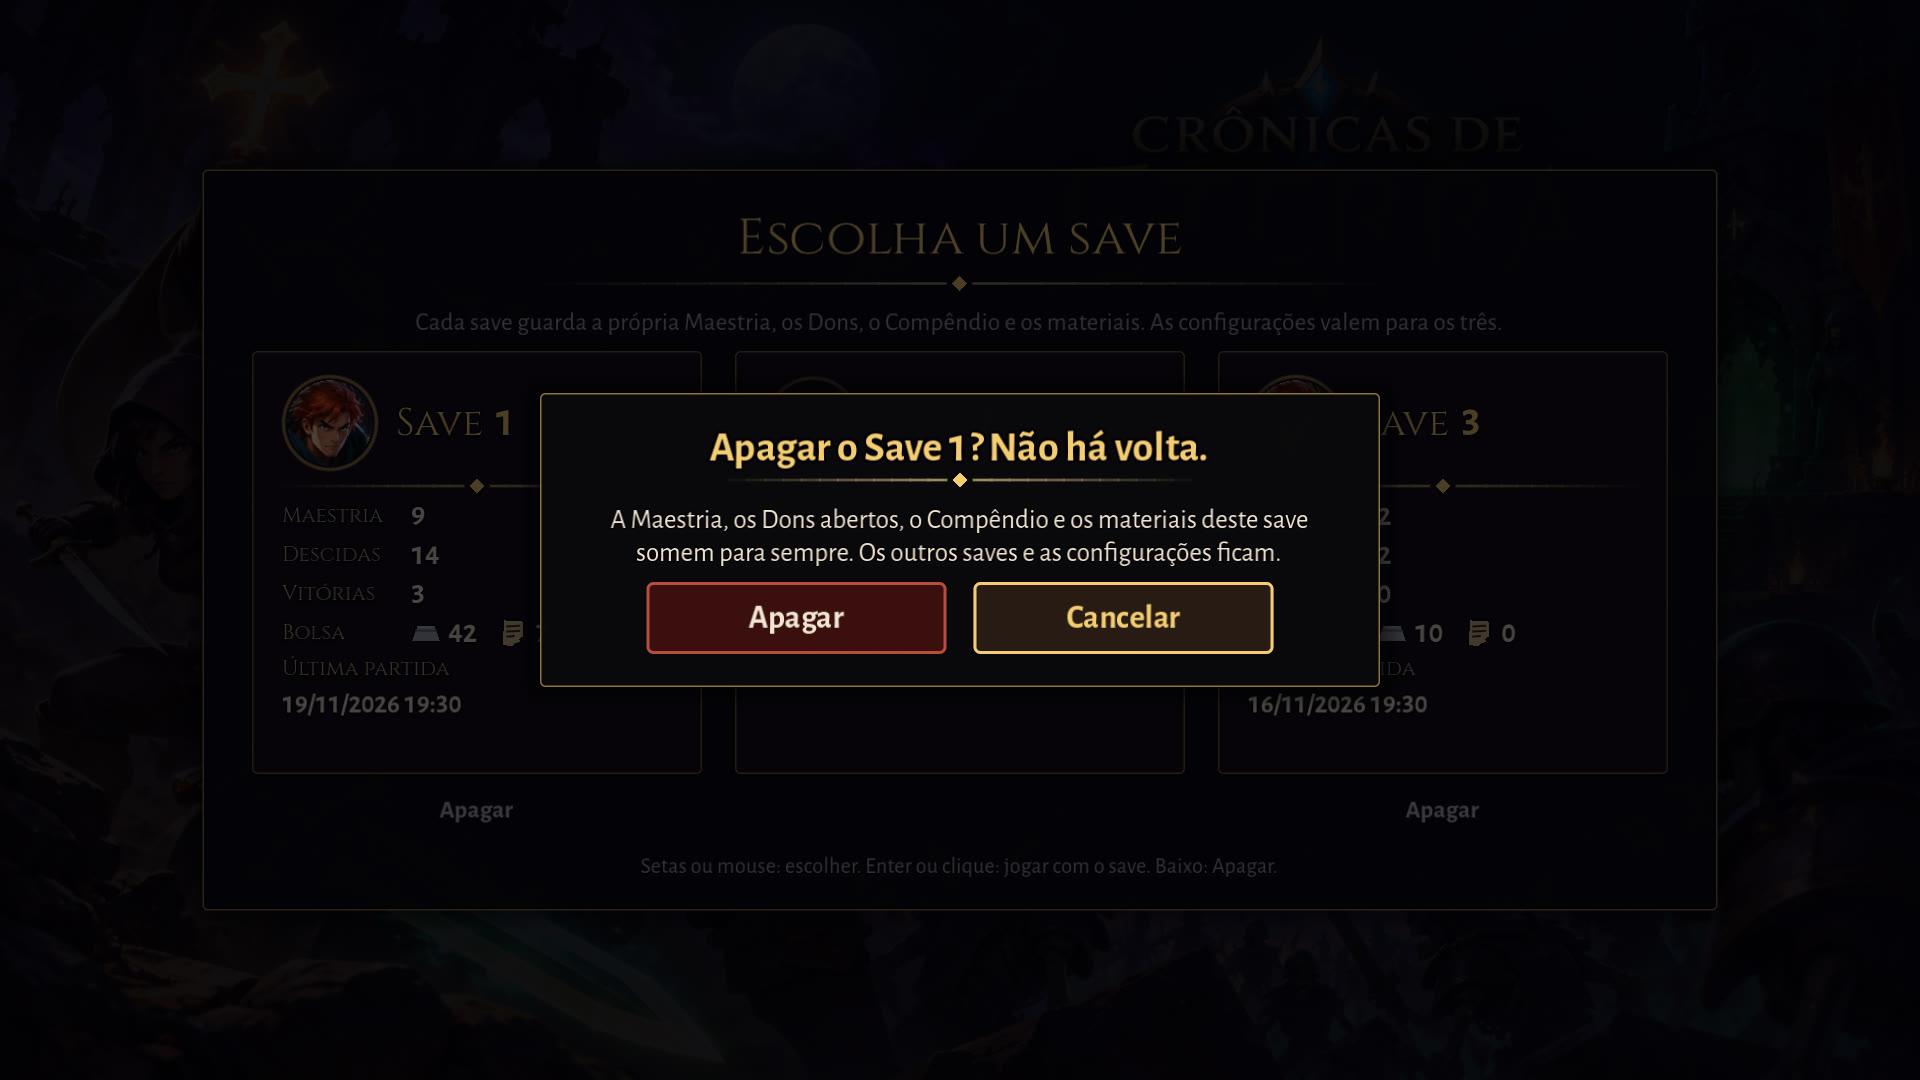 CRÔNICAS DE
ESCOLHA UM SAVE
Cada save guarda a própria Maestria, os Dons, o Compêndio e os materiais. As configurações valem para os três.
SAVE 1
AVE 3
Apagar o Save 1? Não há volta.
A Maestria, os Dons abertos, o Compêndio e os materiais deste save
somem para sempre. Os outros saves e as configurações ficam.
Apagar
Cancelar
MAESTRIA 9
DESCIDAS 14
VITÓRIAS 3
BOLSA 42
ÚLTIMA PARTIDA
19/11/2026 19:30
2
2
0
10 0
IDA
16/11/2026 19:30
Apagar
Apagar
Setas ou mouse: escolher. Enter ou clique: jogar com o save. Baixo: Apagar.